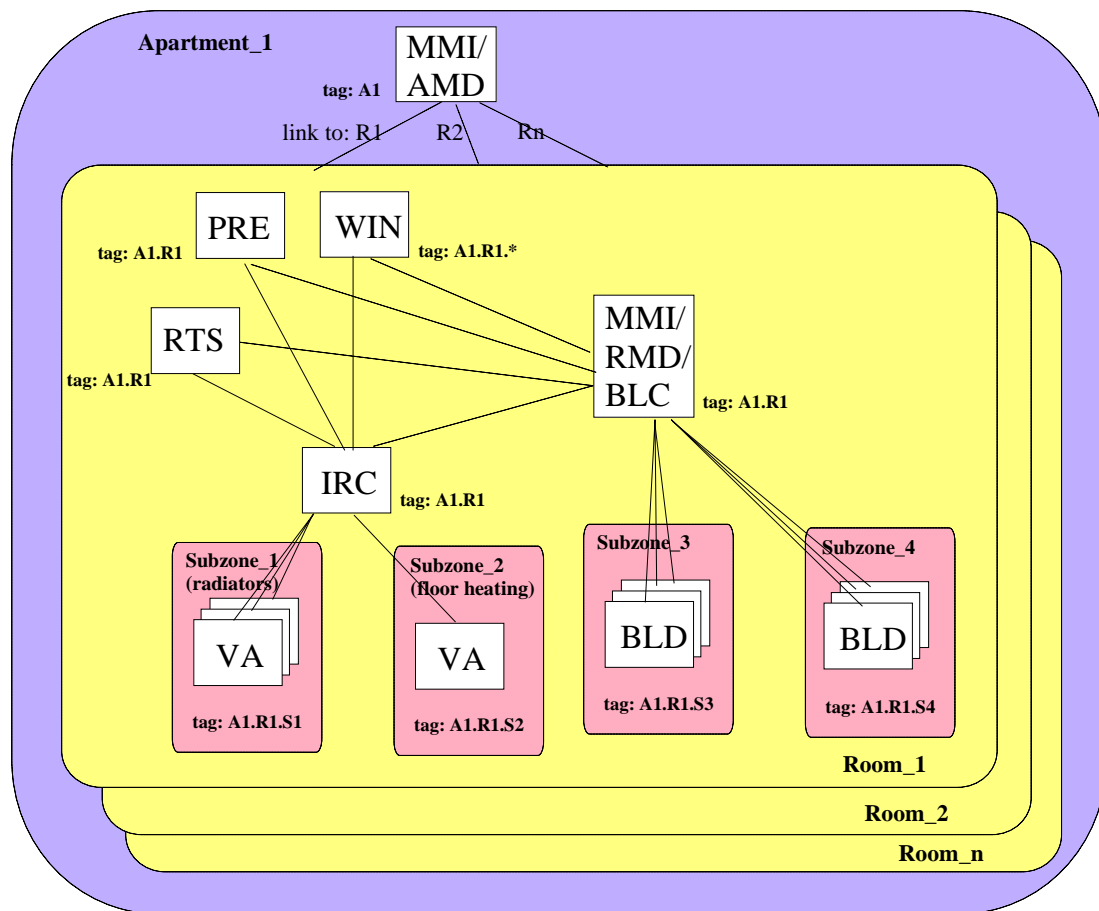 Apartment_1
MMI/
AMD
tag: A1
link to: R1
R2
Rn
PRE
WIN
tag: A1.R1
tag: A1.R1.*
RTS
tag: A1.R1
MMI/
RMD/
BLC
tag: A1.R1
IRC
tag: A1.R1
Subzone_1
(radiators)
VA
tag: A1.R1.S1
Subzone_2
(floor heating)
VA
tag: A1.R1.S2
Subzone_3
BLD
tag: A1.R1.S3
Subzone_4
BLD
tag: A1.R1.S4
Room_1
Room_2
Room_n